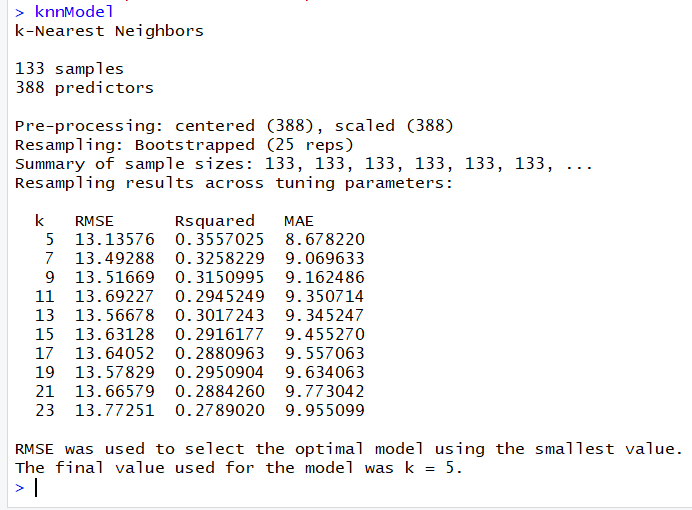 > knnModel
k-Nearest Neighbors
133 samples
388 predictors
Pre-processing: centered (388), scaled (388)
Resampling: Bootstrapped (25 reps)
Summary of sample sizes: 133, 133, 133, 133, 133, 133, ...
Resampling results across tuning parameters:
k   RMSE      Rsquared   MAE
5  13.13576  0.3557025  8.678220
7  13.49288  0.3258229  9.069633
9  13.51669  0.3150995  9.162486
11  13.69227  0.2945249  9.350714
13  13.56678  0.3017243  9.345247
15  13.63128  0.2916177  9.455270
17  13.64052  0.2880963  9.557063
19  13.57829  0.2950904  9.634063
21  13.66579  0.2884260  9.773042
23  13.77251  0.2789020  9.955099
RMSE was used to select the optimal model using the smallest value.
The final value used for the model was k = 5.
>